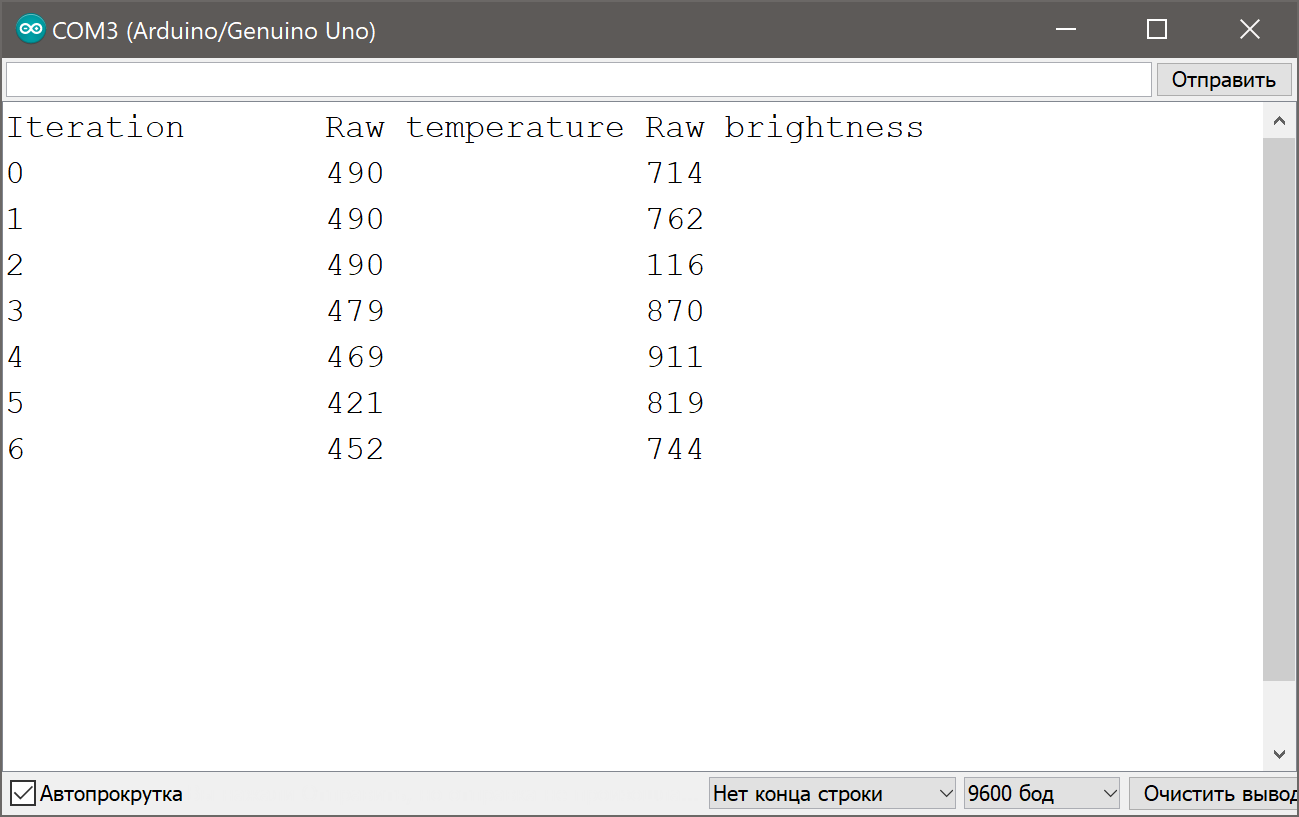 COM3 (Arduino/Genuino Uno)
Отправить
Iteration Raw temperature Raw brightness
0 490 714
1 490 762
2 490 116
3 479 870
4 469 911
5 421 819
6 452 744
Автопрокрутка Нет конца строки 9600 бод Очистить вывод